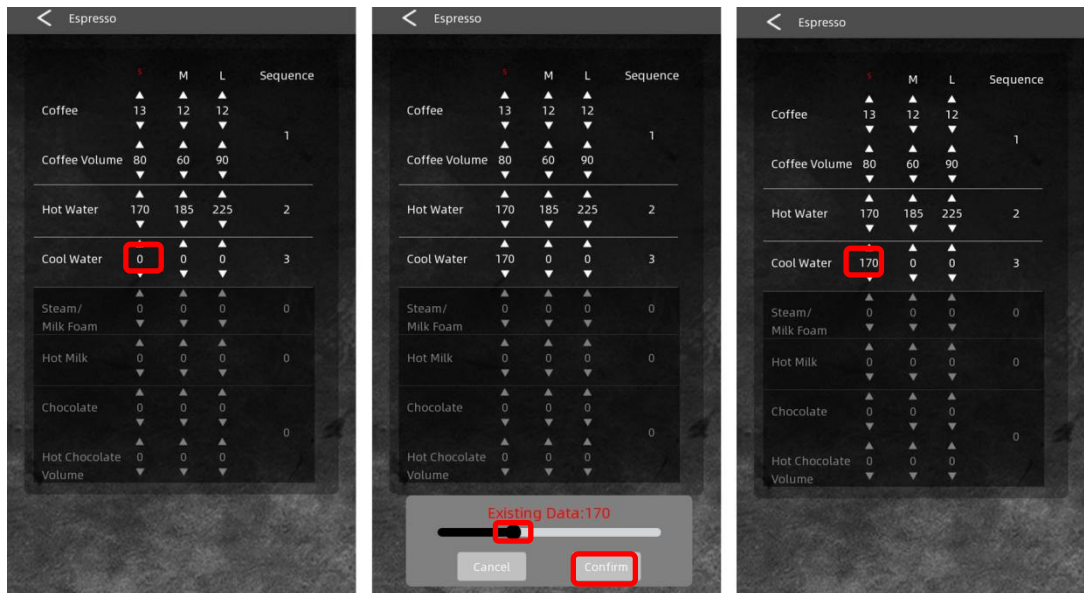 Espresso
S M L Sequence
Coffee 13 12 12
1
Coffee Volume 80 60 90
Hot Water 170 185 225 2
Cool Water 0 0 0 3
Steam/ 0 0 0 0
Milk Foam
Hot Milk 0 0 0 0
Chocolate 0 0 0
0
Hot Chocolate 0 0 0
Volume
Espresso
S M L Sequence
Coffee 13 12 12
1
Coffee Volume 80 60 90
Hot Water 170 185 225 2
Cool Water 170 0 0 3
Steam/ 0 0 0 0
Milk Foam
Hot Milk 0 0 0 0
Chocolate 0 0 0
0
Hot Chocolate 0 0 0
Volume
Existing Data:170
Cancel Confirm
Espresso
S M L Sequence
Coffee 13 12 12
1
Coffee Volume 80 60 90
Hot Water 170 185 225 2
Cool Water 170 0 0 3
Steam/ 0 0 0 0
Milk Foam
Hot Milk 0 0 0 0
Chocolate 0 0 0
0
Hot Chocolate 0 0 0
Volume